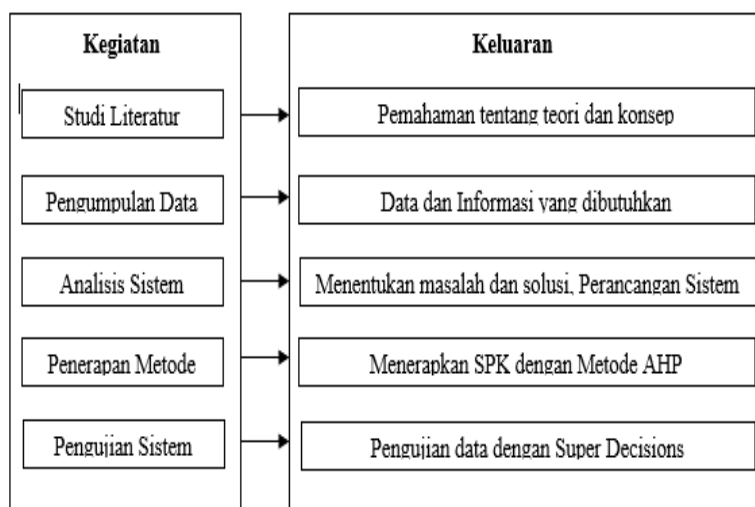 Kegiatan
Keluaran
Studi Literatur
Pemahaman tentang teori dan konsep
Pengumpulan Data
Data dan Informasi yang dibutuhkan
Analisis Sistem
Menentukan masalah dan solusi, Perancangan Sistem
Penerapan Metode
Menerapkan SPK dengan Metode AHP
Pengujian Sistem
Pengujian data dengan Super Decisions